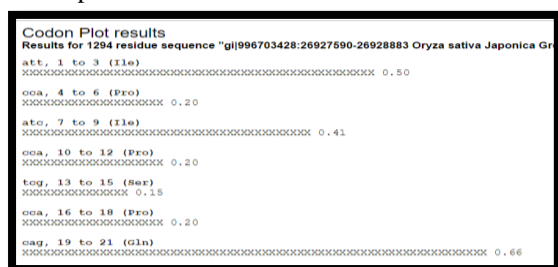 Codon Plot results
Results for 1294 residue sequence "gi|996703428:26927590-26928883 Oryza sativa Japonica Gr
att, 1 to 3 (Ile)
XXXXXXXXXXXXXXXXXXXXXXXXXXXXXXXXXXXXXXXXXXXXXXXXXX 0.50
cca, 4 to 6 (Pro)
XXXXXXXXXXXXXXXXXXXX 0.20
atc, 7 to 9 (Ile)
XXXXXXXXXXXXXXXXXXXXXXXXXXXXXXXXXXXXXXXXX 0.41
cca, 10 to 12 (Pro)
XXXXXXXXXXXXXXXXXXXX 0.20
tcg, 13 to 15 (Ser)
XXXXXXXXXXXXXXX 0.15
cca, 16 to 18 (Pro)
XXXXXXXXXXXXXXXXXXXX 0.20
cag, 19 to 21 (Gln)
XXXXXXXXXXXXXXXXXXXXXXXXXXXXXXXXXXXXXXXXXXXXXXXXXXXXXXXXXXXXXXXXXX 0.66